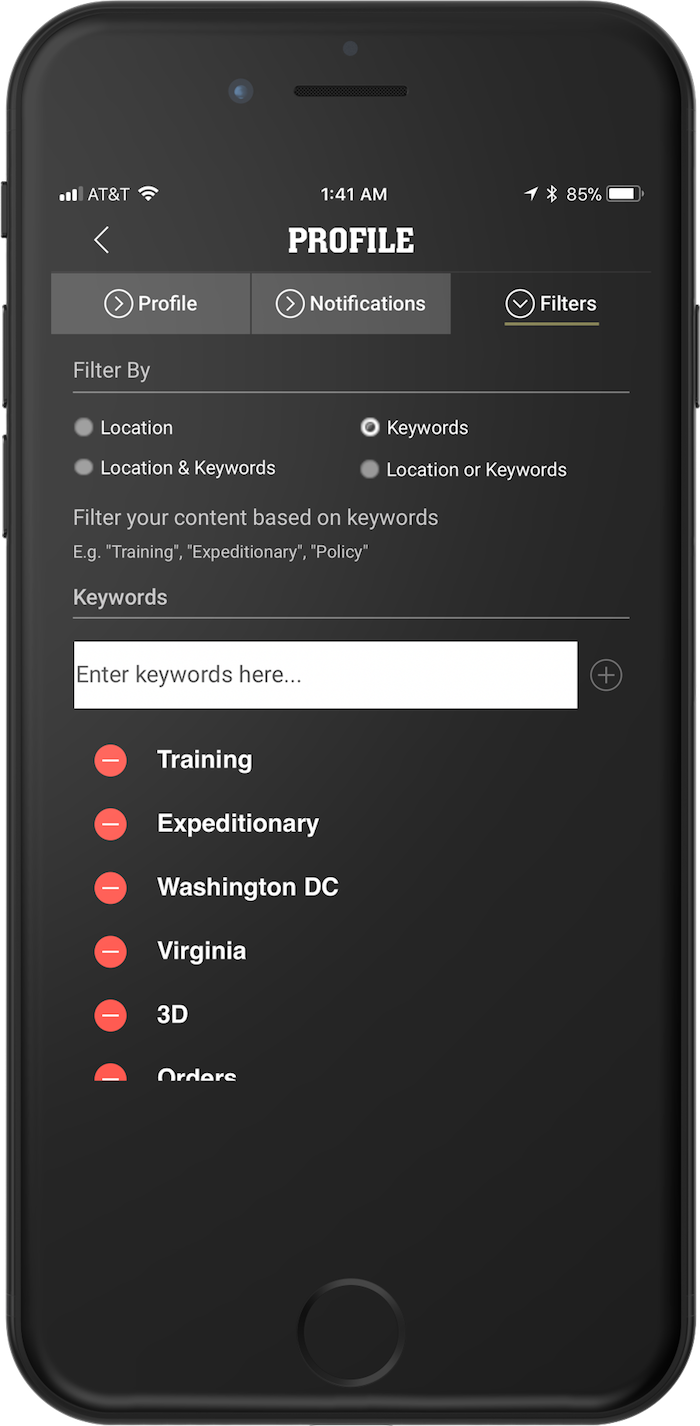 AT&T 1:41 AM 85%
PROFILE
Profile Notifications Filters
Filter By
Location Keywords
Location & Keywords Location or Keywords
Filter your content based on keywords
E.g. "Training", "Expeditionary", "Policy"
Keywords
Enter keywords here...
Training
Expeditionary
Washington DC
Virginia
3D
Orders